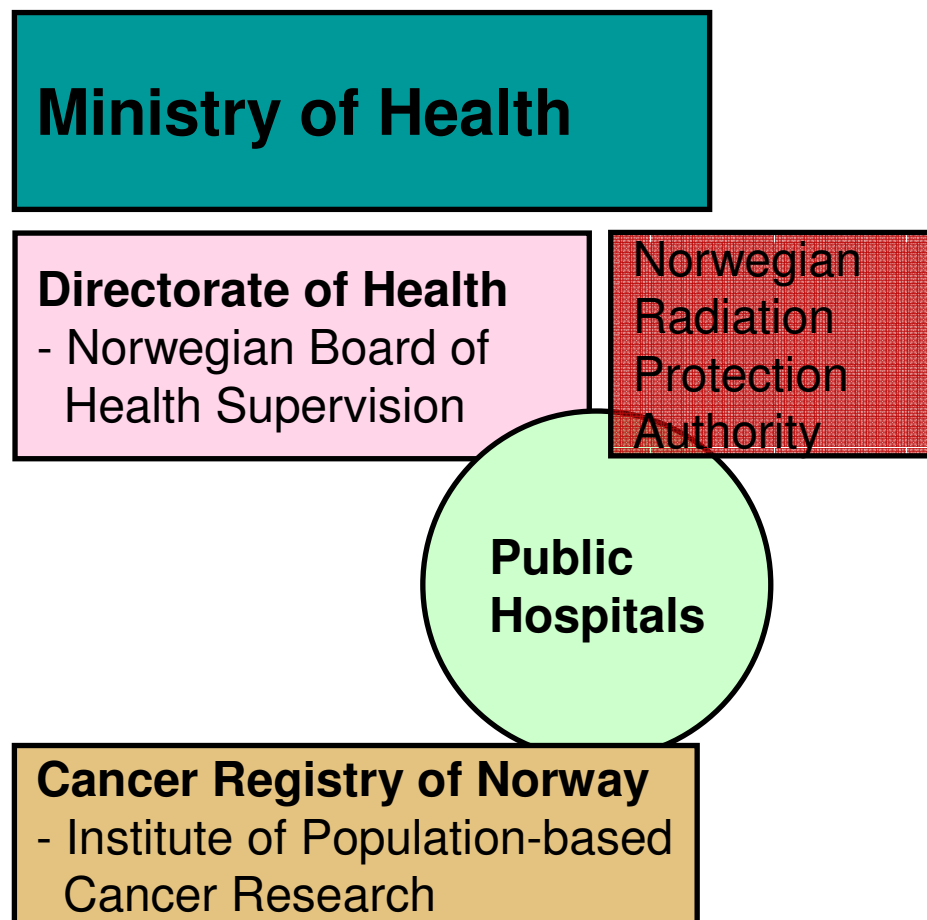 Ministry of Health
Directorate of Health
- Norwegian Board of
Health Supervision
Norwegian
Radiation
Protection
Authority
Public
Hospitals
Cancer Registry of Norway
- Institute of Population-based
Cancer Research